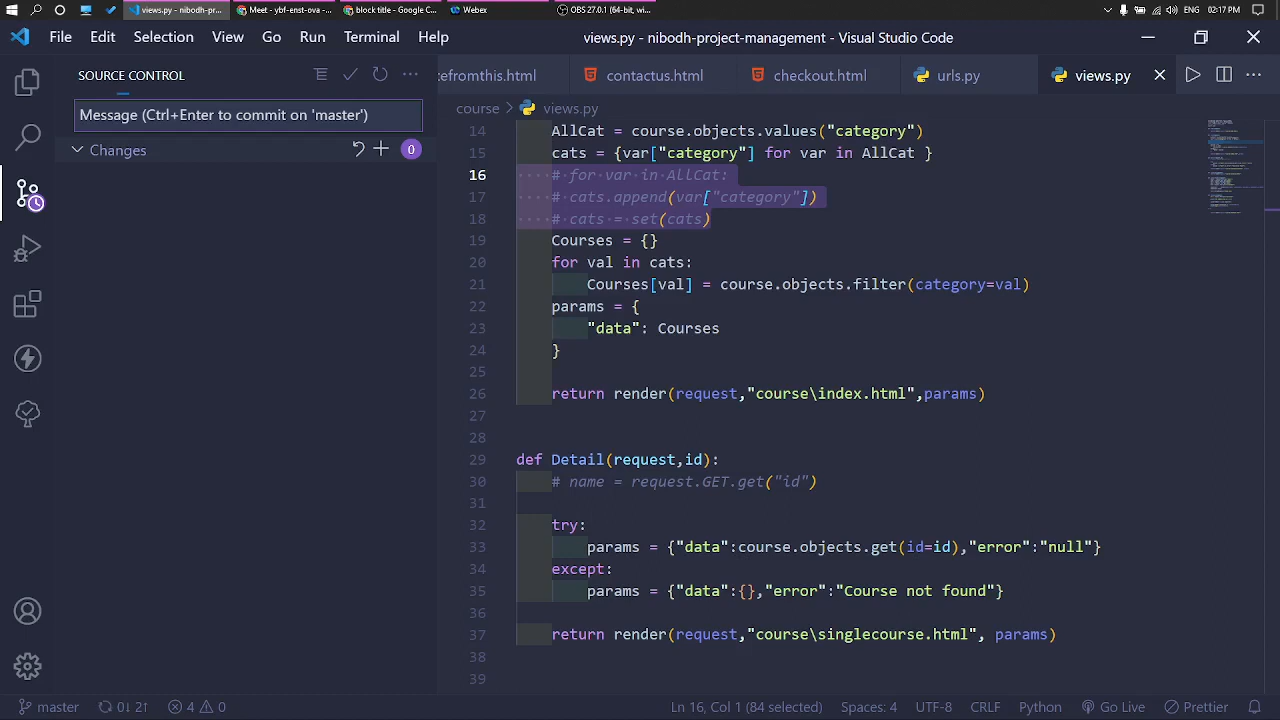 views.py - nibodh-pr...
Meet - ybf-enst-ova
block title - Google C...
Webex
OBS 27.0.1 (64-bit, wi...
ENG
02:17 PM
File Edit Selection View Go Run Terminal Help
views.py - nibodh-project-management - Visual Studio Code
SOURCE CONTROL
efromthis.html
contactus.html
checkout.html
urls.py
views.py
Message (Ctrl+Enter to commit on 'master')
course > views.py
Changes
0
14 AllCat = course.objects.values("category")
15 cats = {var["category"] for var in AllCat }
16 # for var in AllCat:
17 # cats.append(var["category"])
18 # cats = set(cats)
19 Courses = {}
20 for val in cats:
21 Courses[val] = course.objects.filter(category=val)
22 params = {
23 "data": Courses
24 }
25
26 return render(request,"course\index.html",params)
27
28
29 def Detail(request,id):
30 # name = request.GET.get("id")
31
32 try:
33 params = {"data":course.objects.get(id=id),"error":"null"}
34 except:
35 params = {"data":{},"error":"Course not found"}
36
37 return render(request,"course\singlecourse.html", params)
38
39
master
0↓ 2↑
4 0
Ln 16, Col 1 (84 selected)
Spaces: 4
UTF-8
CRLF
Python
Go Live
Prettier